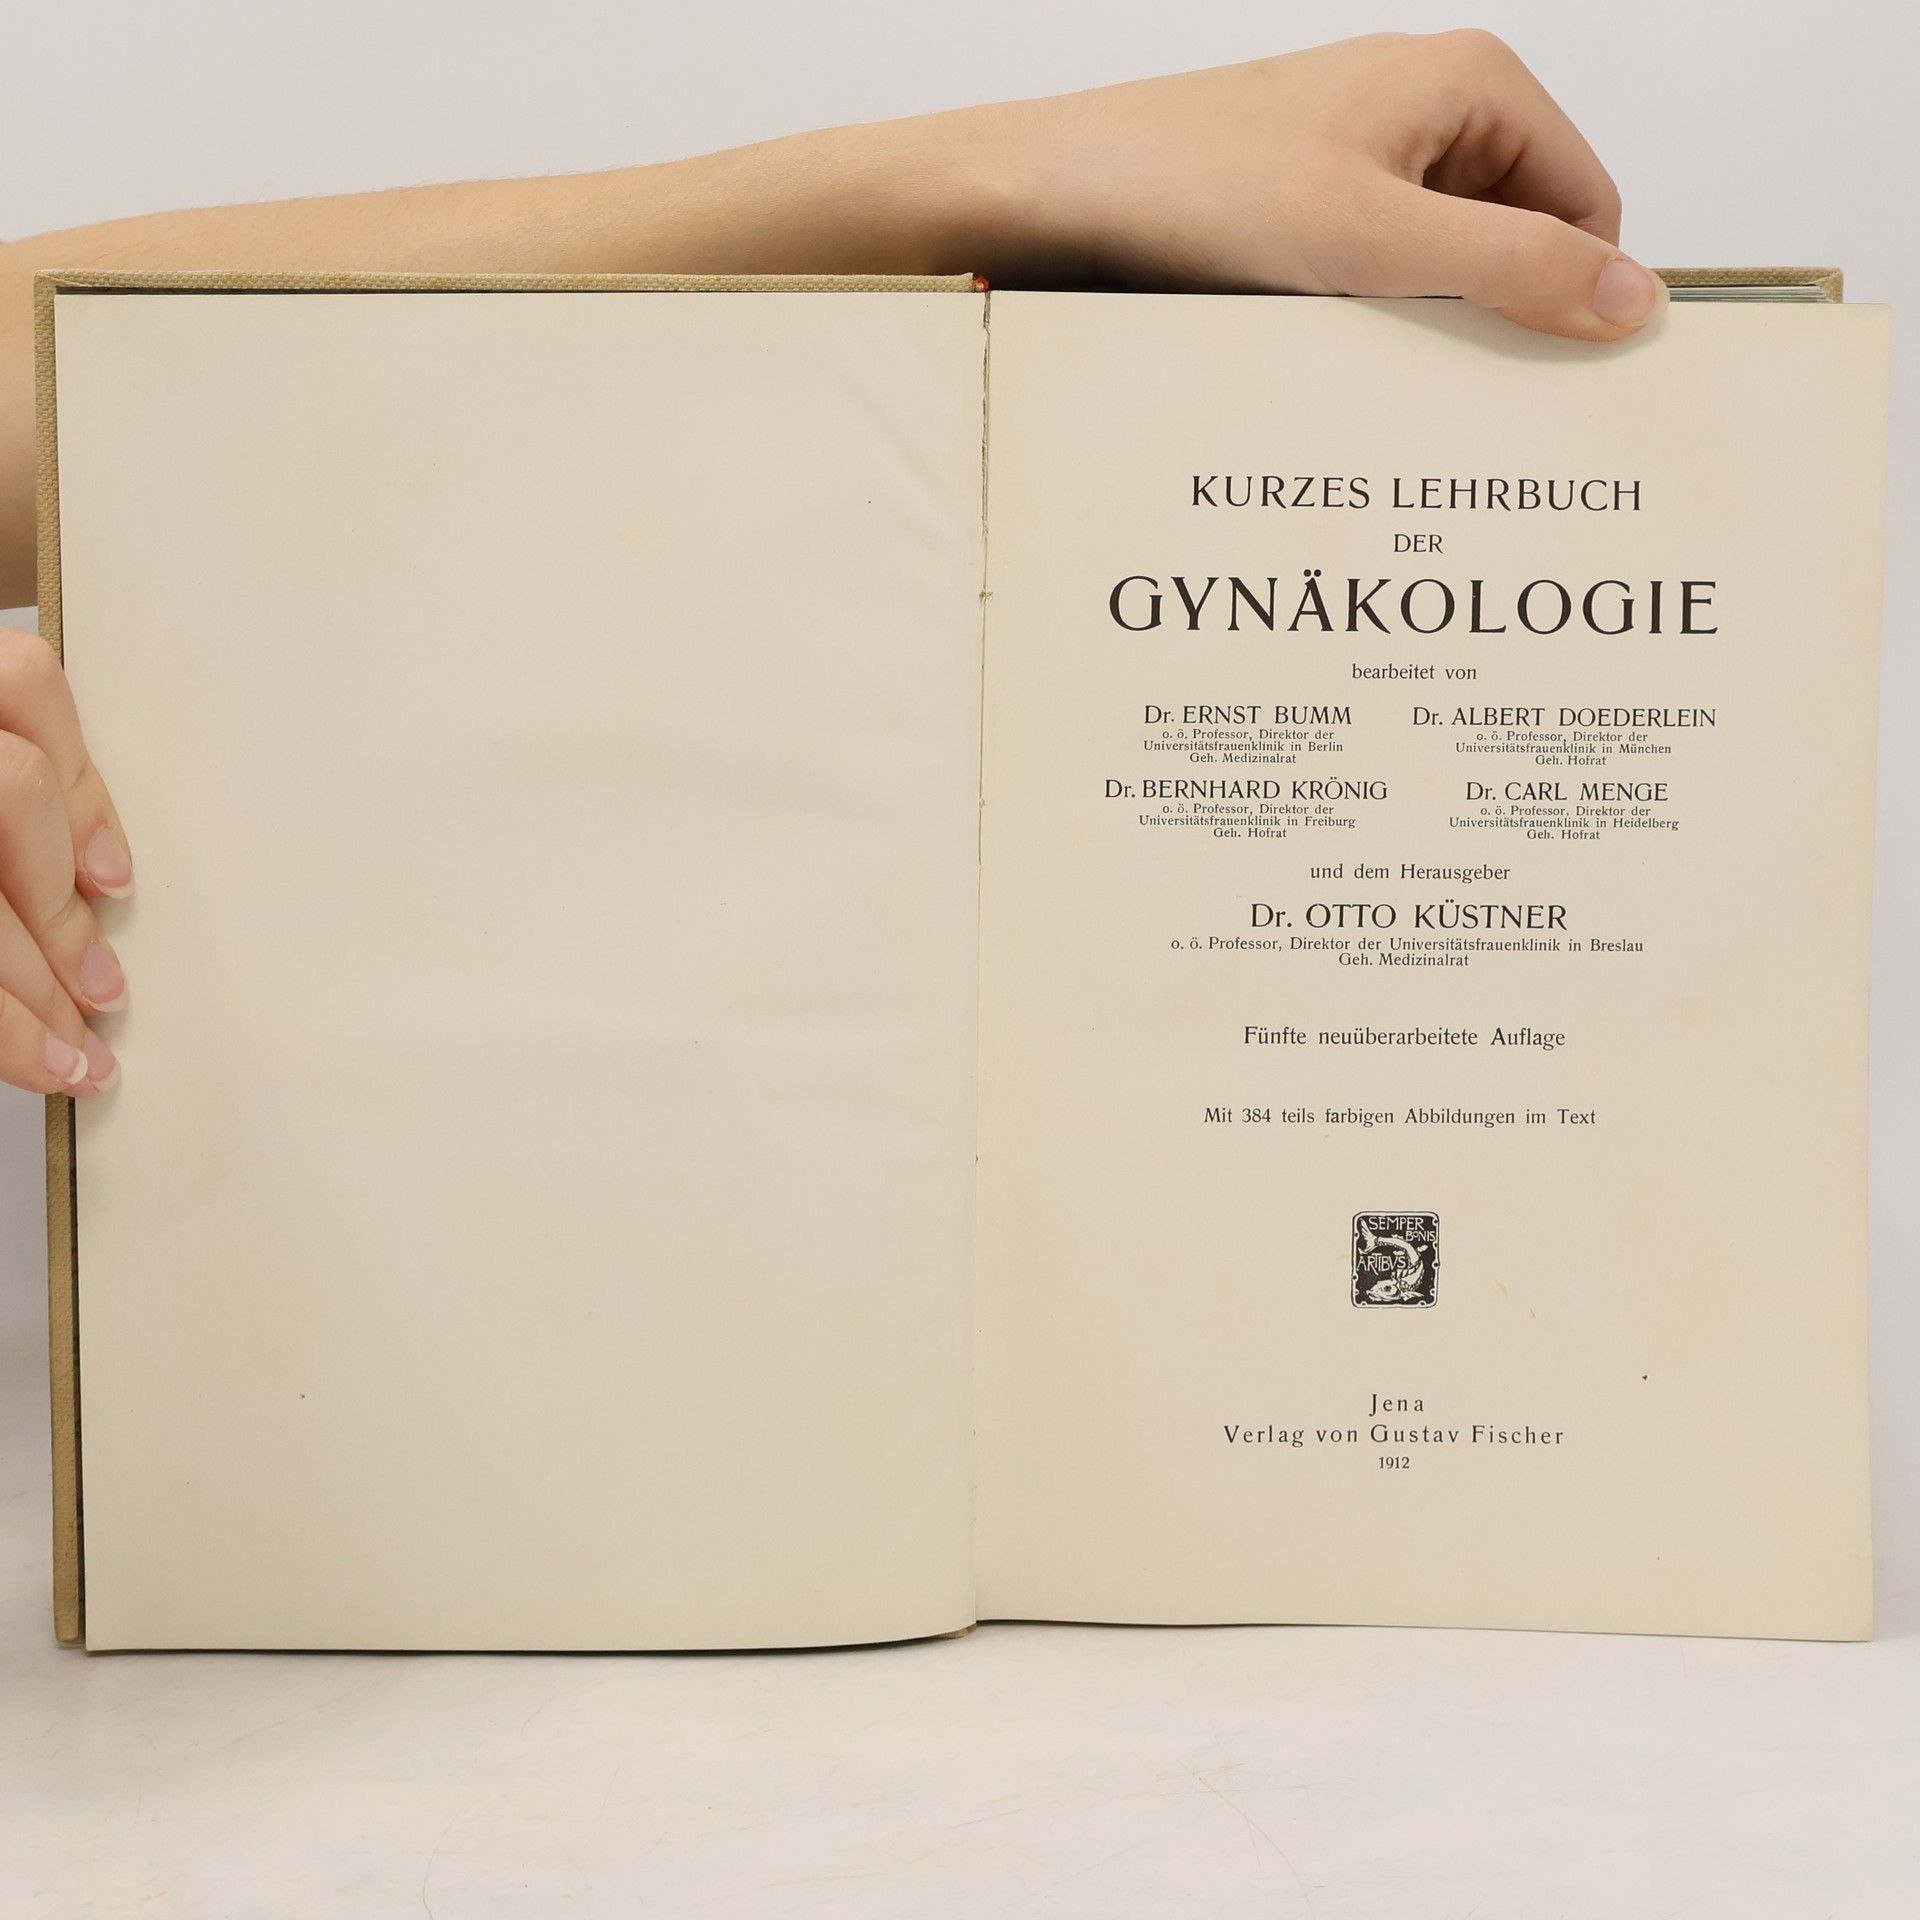 KURZES LEHRBUCH
DER
GYNÄKOLOGIE
bearbeitet von
Dr. ERNST BUMM
o. ö. Professor, Direktor der
Universitätsfrauenklinik in Berlin
Geh. Medizinalrat
Dr. ALBERT DOEDERLEIN
o. ö. Professor, Direktor der
Universitätsfrauenklinik in München
Geh. Hofrat
Dr. BERNHARD KRÖNIG
o. ö. Professor, Direktor der
Universitätsfrauenklinik in Freiburg
Geh. Hofrat
Dr. CARL MENGE
o. ö. Professor, Direktor der
Universitätsfrauenklinik in Heidelberg
Geh. Hofrat
und dem Herausgeber
Dr. OTTO KÜSTNER
o. ö. Professor, Direktor der Universitätsfrauenklinik in Breslau
Geh. Medizinalrat
Fünfte neuüberarbeitete Auflage
Mit 384 teils farbigen Abbildungen im Text
SEMPER
BONIS
ARTIBVS
Jena
Verlag von Gustav Fischer
1912